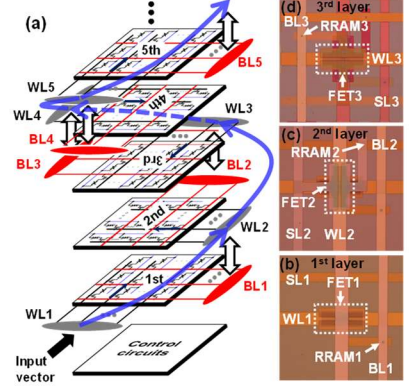 (a)
5th
BL5
WL5
4th
WL4
WL3
BL4
BL3
3rd
BL2
2nd
WL2
1st
BL1
WL1
Input
vector
Control
circuits
(d)
3rd layer
BL3
RRAM3
WL3
FET3
SL3
(c)
2nd layer
RRAM2
BL2
FET2
SL2
WL2
(b)
1st layer
SL1
FET1
WL1
RRAM1
BL1